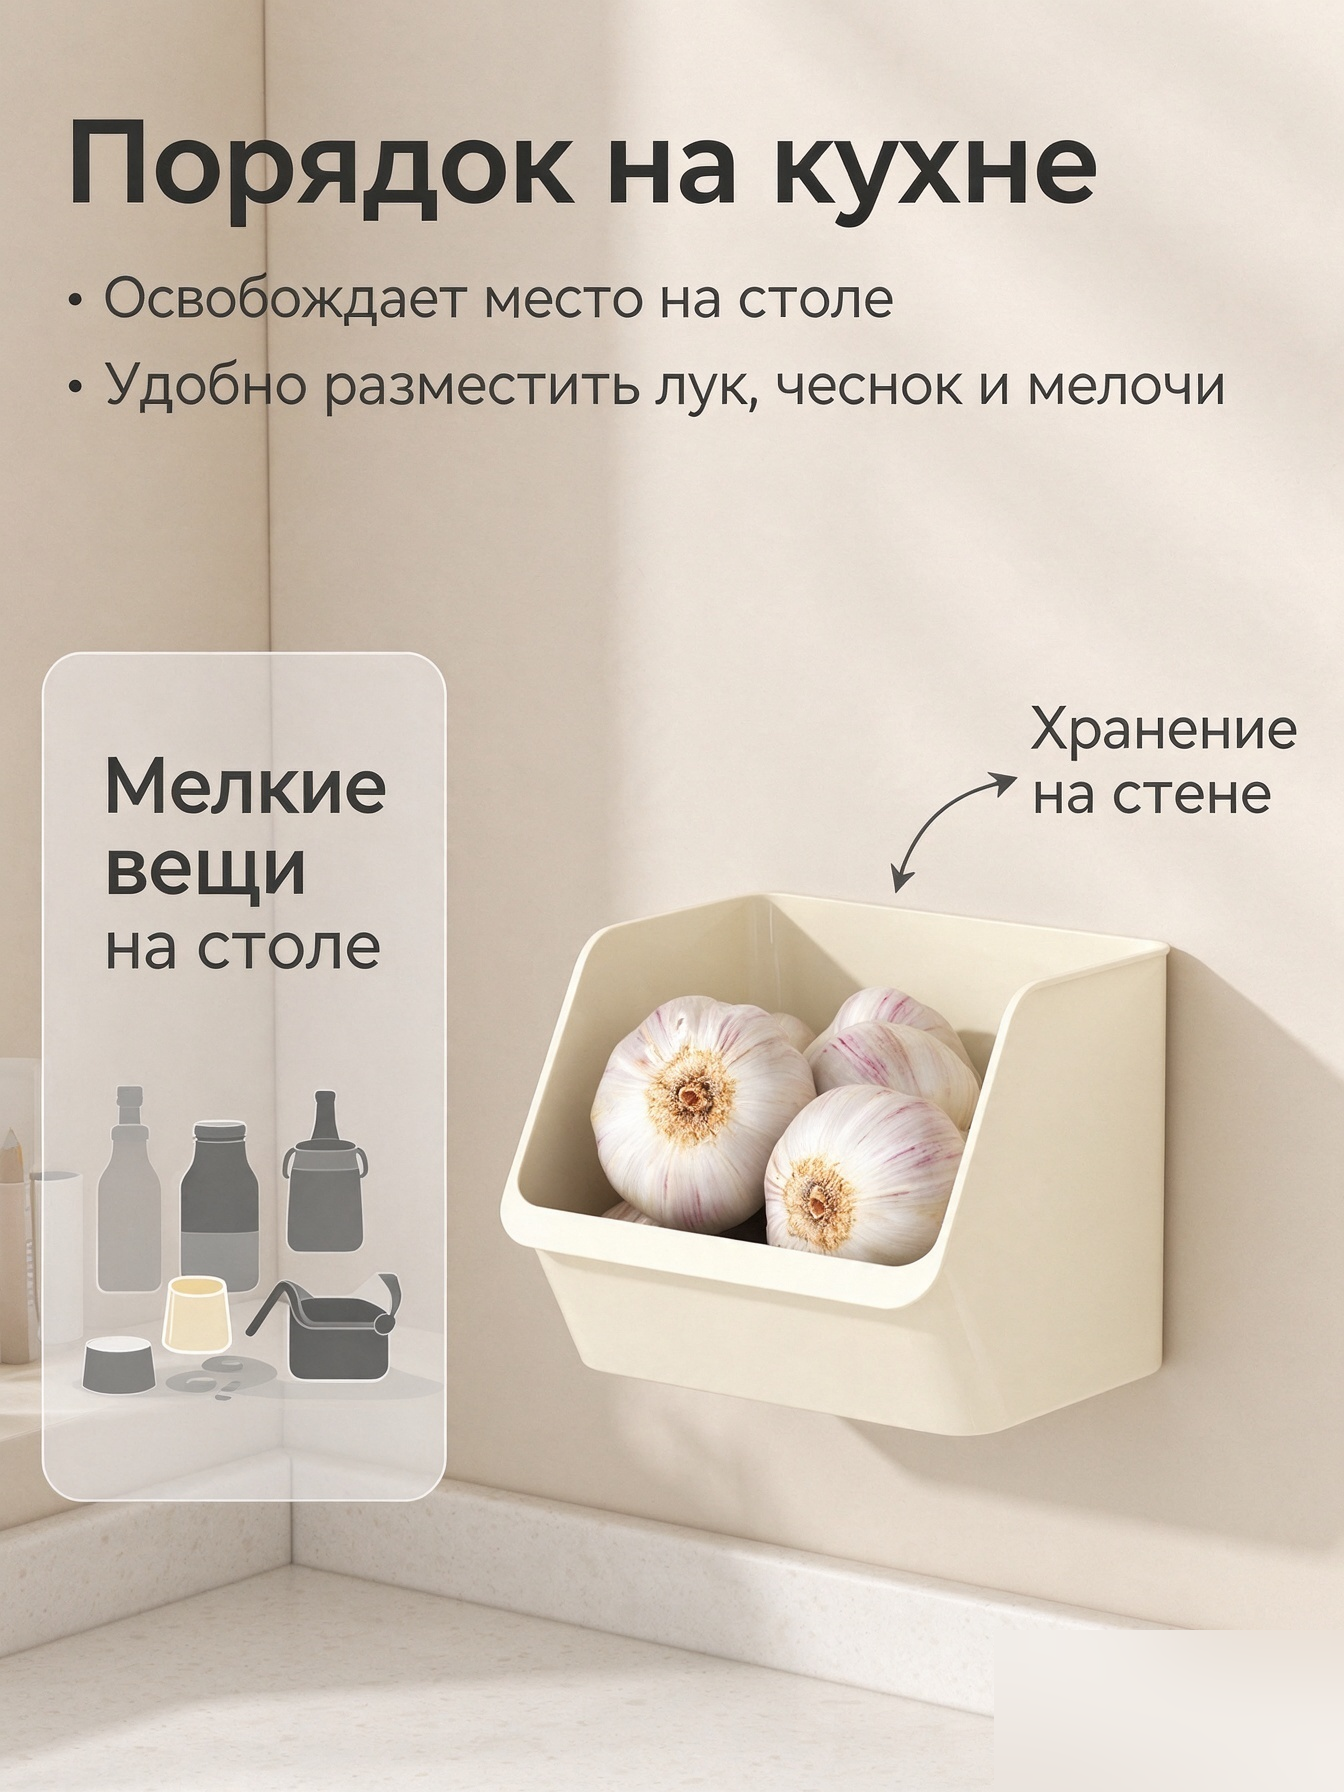 Порядок на кухне
• Освобождает место на столе
• Удобно разместить лук, чеснок и мелочи
Хранение
на стене
Мелкие
вещи
на столе